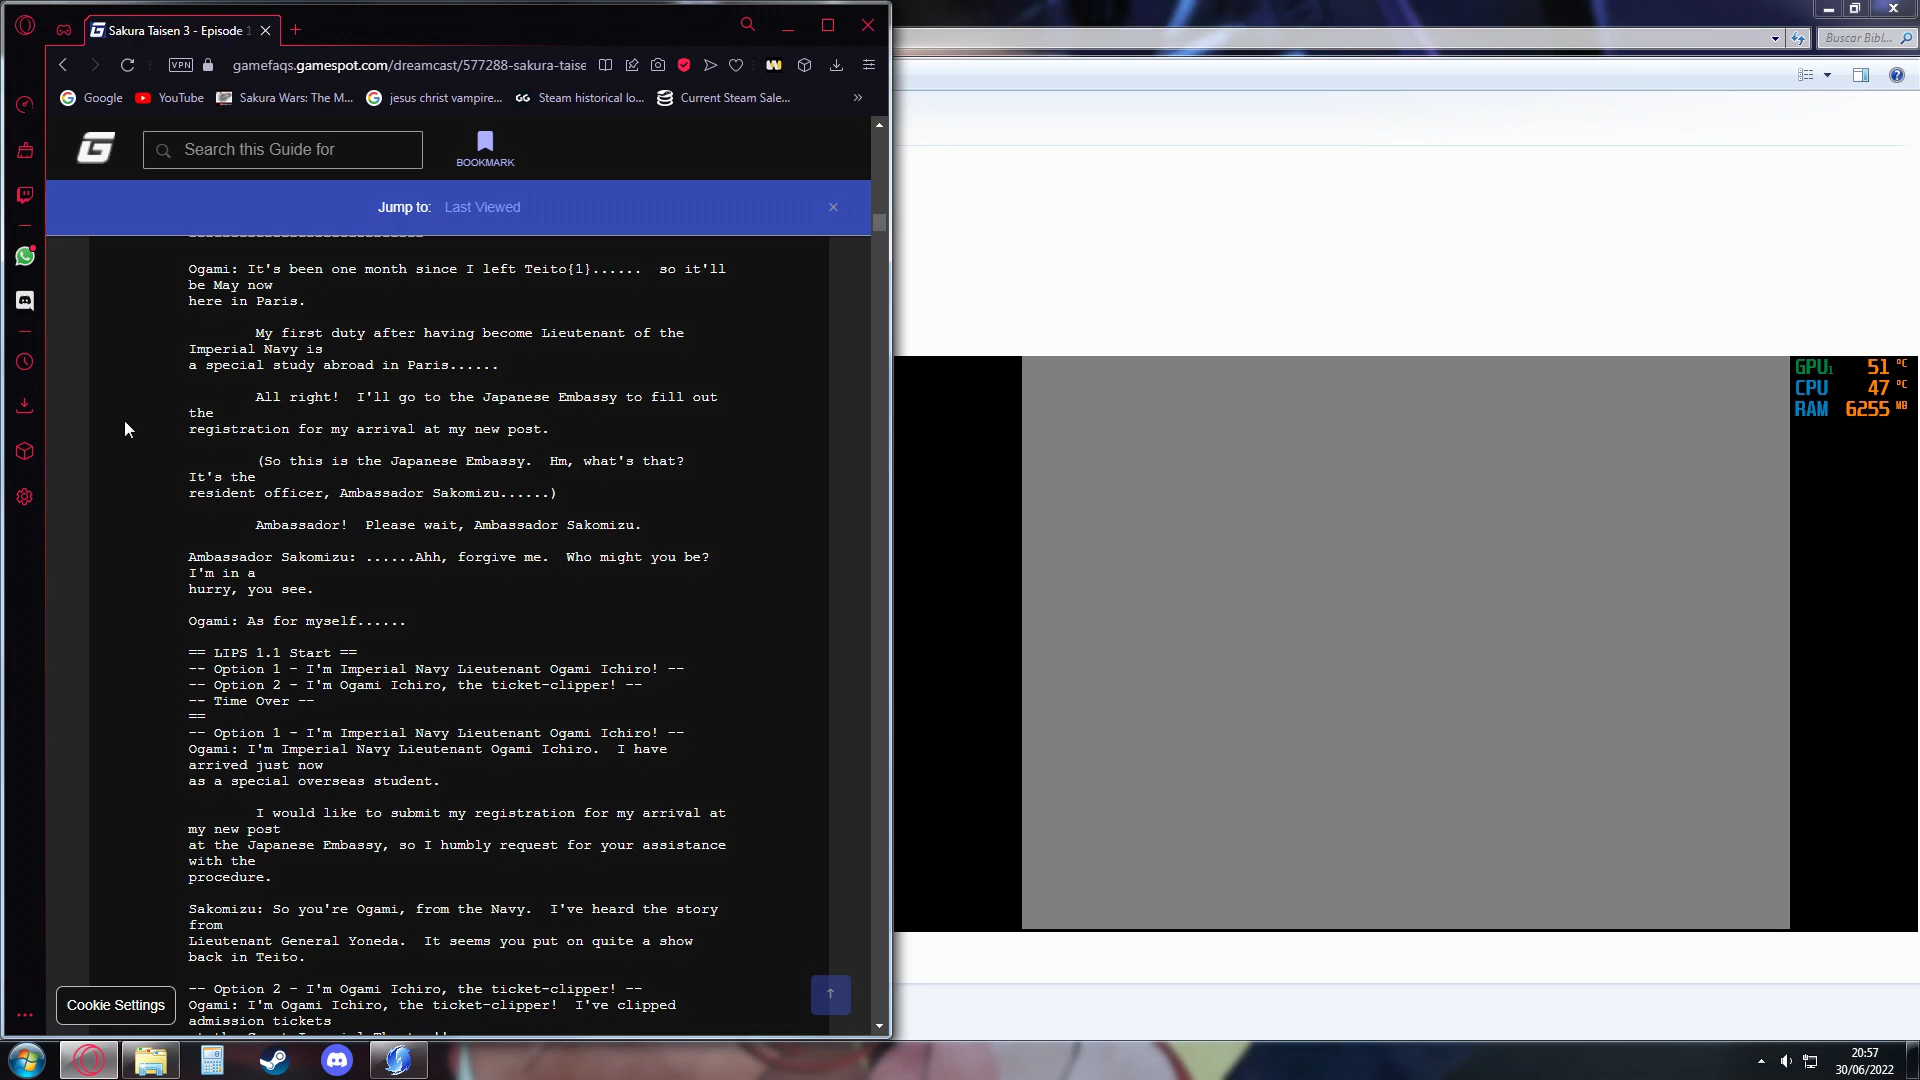 Sakura Taisen 3 - Episode 1
VPN
gamefaqs.gamespot.com/dreamcast/577288-sakura-taise
Google
YouTube
Sakura Wars: The M...
jesus christ vampire...
Steam historical lo...
Current Steam Sale...
»
Buscar Bibl...
Search this Guide for
BOOKMARK
Jump to: Last Viewed
Ogami: It's been one month since I left Teito{1}...... so it'll
be May now
here in Paris.
My first duty after having become Lieutenant of the
Imperial Navy is
a special study abroad in Paris......
All right! I'll go to the Japanese Embassy to fill out
the
registration for my arrival at my new post.
(So this is the Japanese Embassy. Hm, what's that?
It's the
resident officer, Ambassador Sakomizu......)
Ambassador! Please wait, Ambassador Sakomizu.
Ambassador Sakomizu: ......Ahh, forgive me. Who might you be?
I'm in a
hurry, you see.
Ogami: As for myself......
== LIPS 1.1 Start ==
-- Option 1 - I'm Imperial Navy Lieutenant Ogami Ichiro! --
-- Option 2 - I'm Ogami Ichiro, the ticket-clipper! --
-- Time Over --
==
-- Option 1 - I'm Imperial Navy Lieutenant Ogami Ichiro! --
Ogami: I'm Imperial Navy Lieutenant Ogami Ichiro. I have
arrived just now
as a special overseas student.
I would like to submit my registration for my arrival at
my new post
at the Japanese Embassy, so I humbly request for your assistance
with the
procedure.
Sakomizu: So you're Ogami, from the Navy. I've heard the story
from
Lieutenant General Yoneda. It seems you put on quite a show
back in Teito.
-- Option 2 - I'm Ogami Ichiro, the ticket-clipper! --
Ogami: I'm Ogami Ichiro, the ticket-clipper! I've clipped
admission tickets
Cookie Settings
GPU1 51 °C
CPU 47 °C
RAM 6255 MB
20:57
30/06/2022